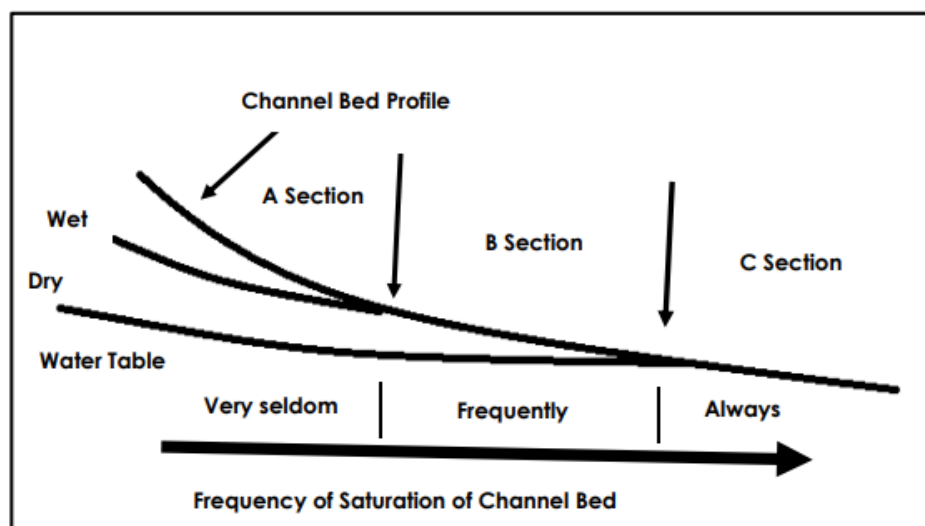 Channel Bed Profile
A Section
Wet
B Section
C Section
Dry
Water Table
Very seldom
Frequently
Always
Frequency of Saturation of Channel Bed